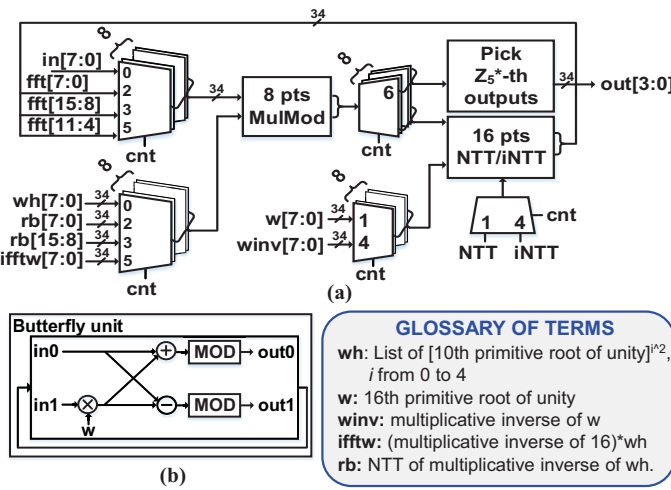 34
8
in[7:0]
fft[7:0]
fft[15:8]
fft[11:4]
0
2
3
5
cnt
34
8 pts
MulMod
8
6
cnt
Pick
Z5*-th
outputs
34
out[3:0]
16 pts
NTT/iNTT
1 4
cnt
NTT iNTT
8
wh[7:0] 34
rb[7:0] 34
rb[15:8] 34
ifftw[7:0] 34
0
2
3
5
cnt
8
w[7:0] 34
winv[7:0] 34
1
4
cnt
(a)
Butterfly unit
in0
in1
w
+
×
−
MOD
MOD
out0
out1
(b)
GLOSSARY OF TERMS
wh: List of [10th primitive root of unity]^i^2,
i from 0 to 4
w: 16th primitive root of unity
winv: multiplicative inverse of w
ifftw: (multiplicative inverse of 16)*wh
rb: NTT of multiplicative inverse of wh.